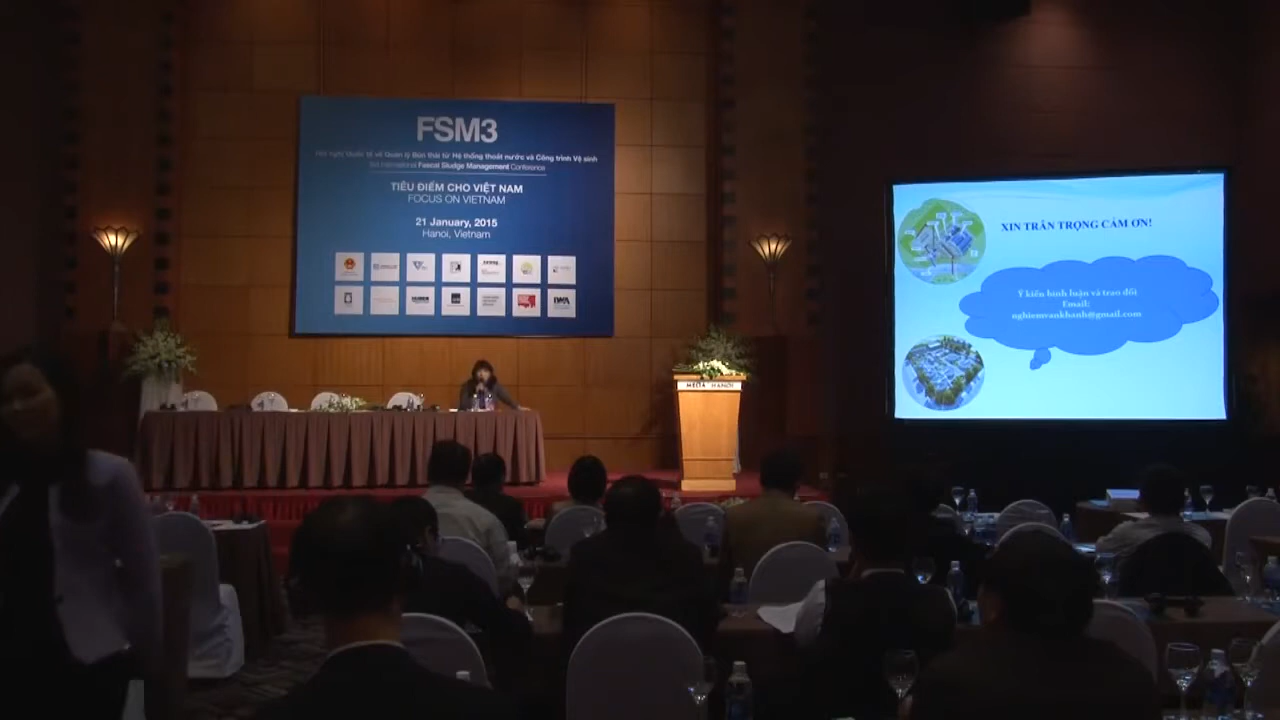 FSM3
Hội nghị Quốc tế về Quản lý Bùn thải từ Hệ thống thoát nước và Công trình Vệ sinh
3rd International Faecal Sludge Management Conference
TIÊU ĐIỂM CHO VIỆT NAM
FOCUS ON VIETNAM
21 January, 2015
Hanoi, Vietnam
IWA
MELIA HANOI
XIN TRÂN TRỌNG CẢM ƠN!
Ý kiến bình luận và trao đổi
Email:
nghiemvankhanh@gmail.com